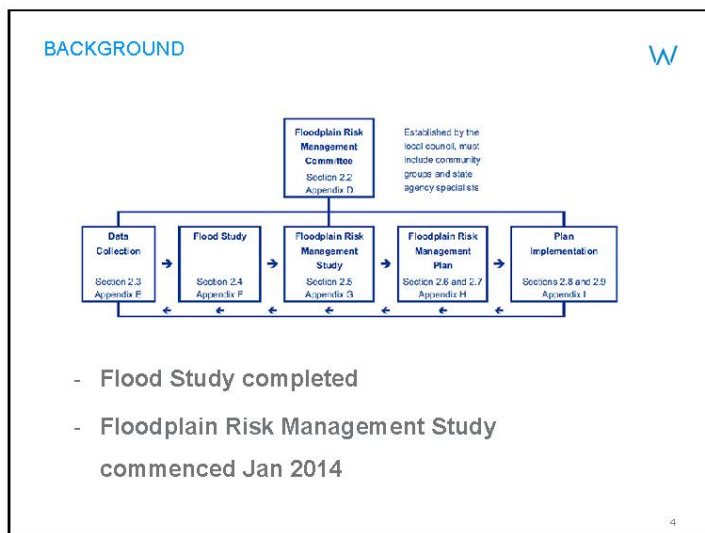 BACKGROUND
W
Floodplain Risk
Management
Committee
Section 2.2
Appendix D
Established by the
local council, must
include community
groups and state
agency specialists
Data
Collection
Section 2.3
Appendix E
Flood Study
Section 2.4
Appendix F
Floodplain Risk
Management
Study
Section 2.5
Appendix G
Floodplain Risk
Management
Plan
Section 2.6 and 2.7
Appendix H
Plan
Implementation
Sections 2.8 and 2.9
Appendix I
- Flood Study completed
- Floodplain Risk Management Study
commenced Jan 2014
4